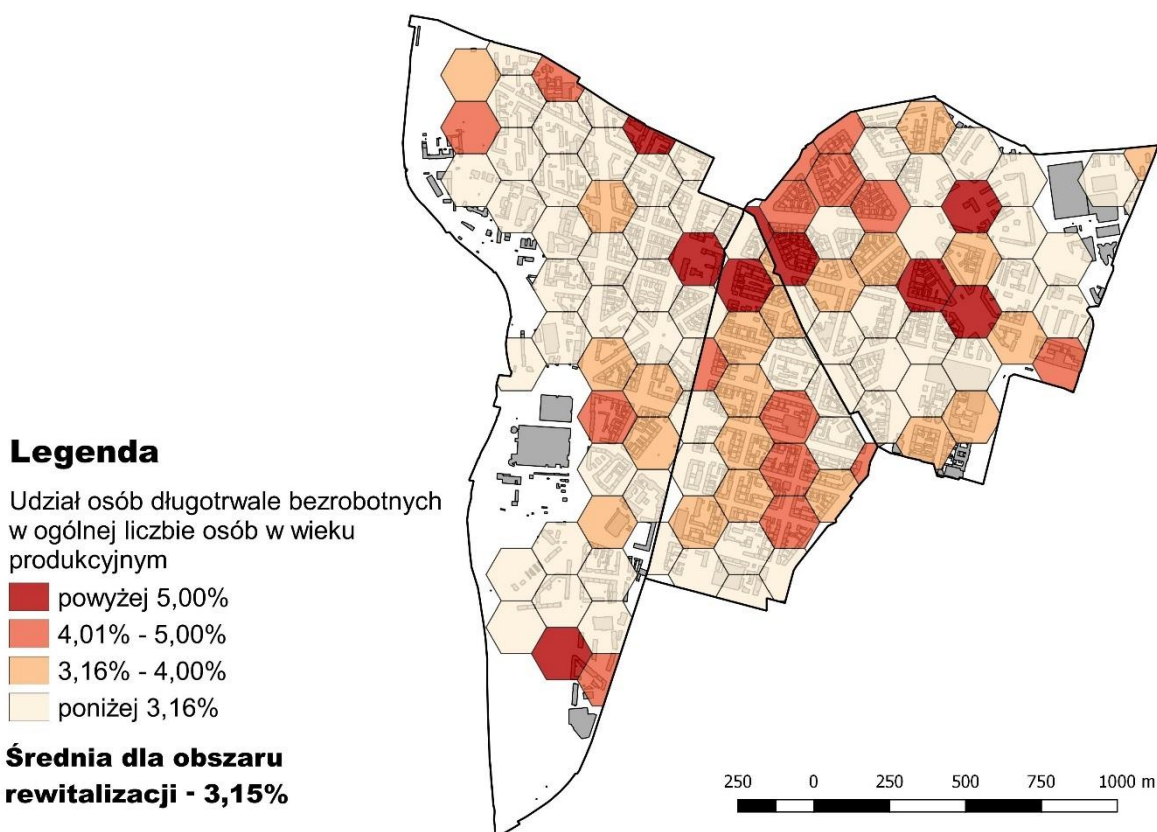 Legenda
Udział osób długotrwale bezrobotnych
w ogólnej liczbie osób w wieku
produkcyjnym
powyżej 5,00%
4,01% - 5,00%
3,16% - 4,00%
poniżej 3,16%
Średnia dla obszaru
rewitalizacji - 3,15%
250 0 250 500 750 1000 m